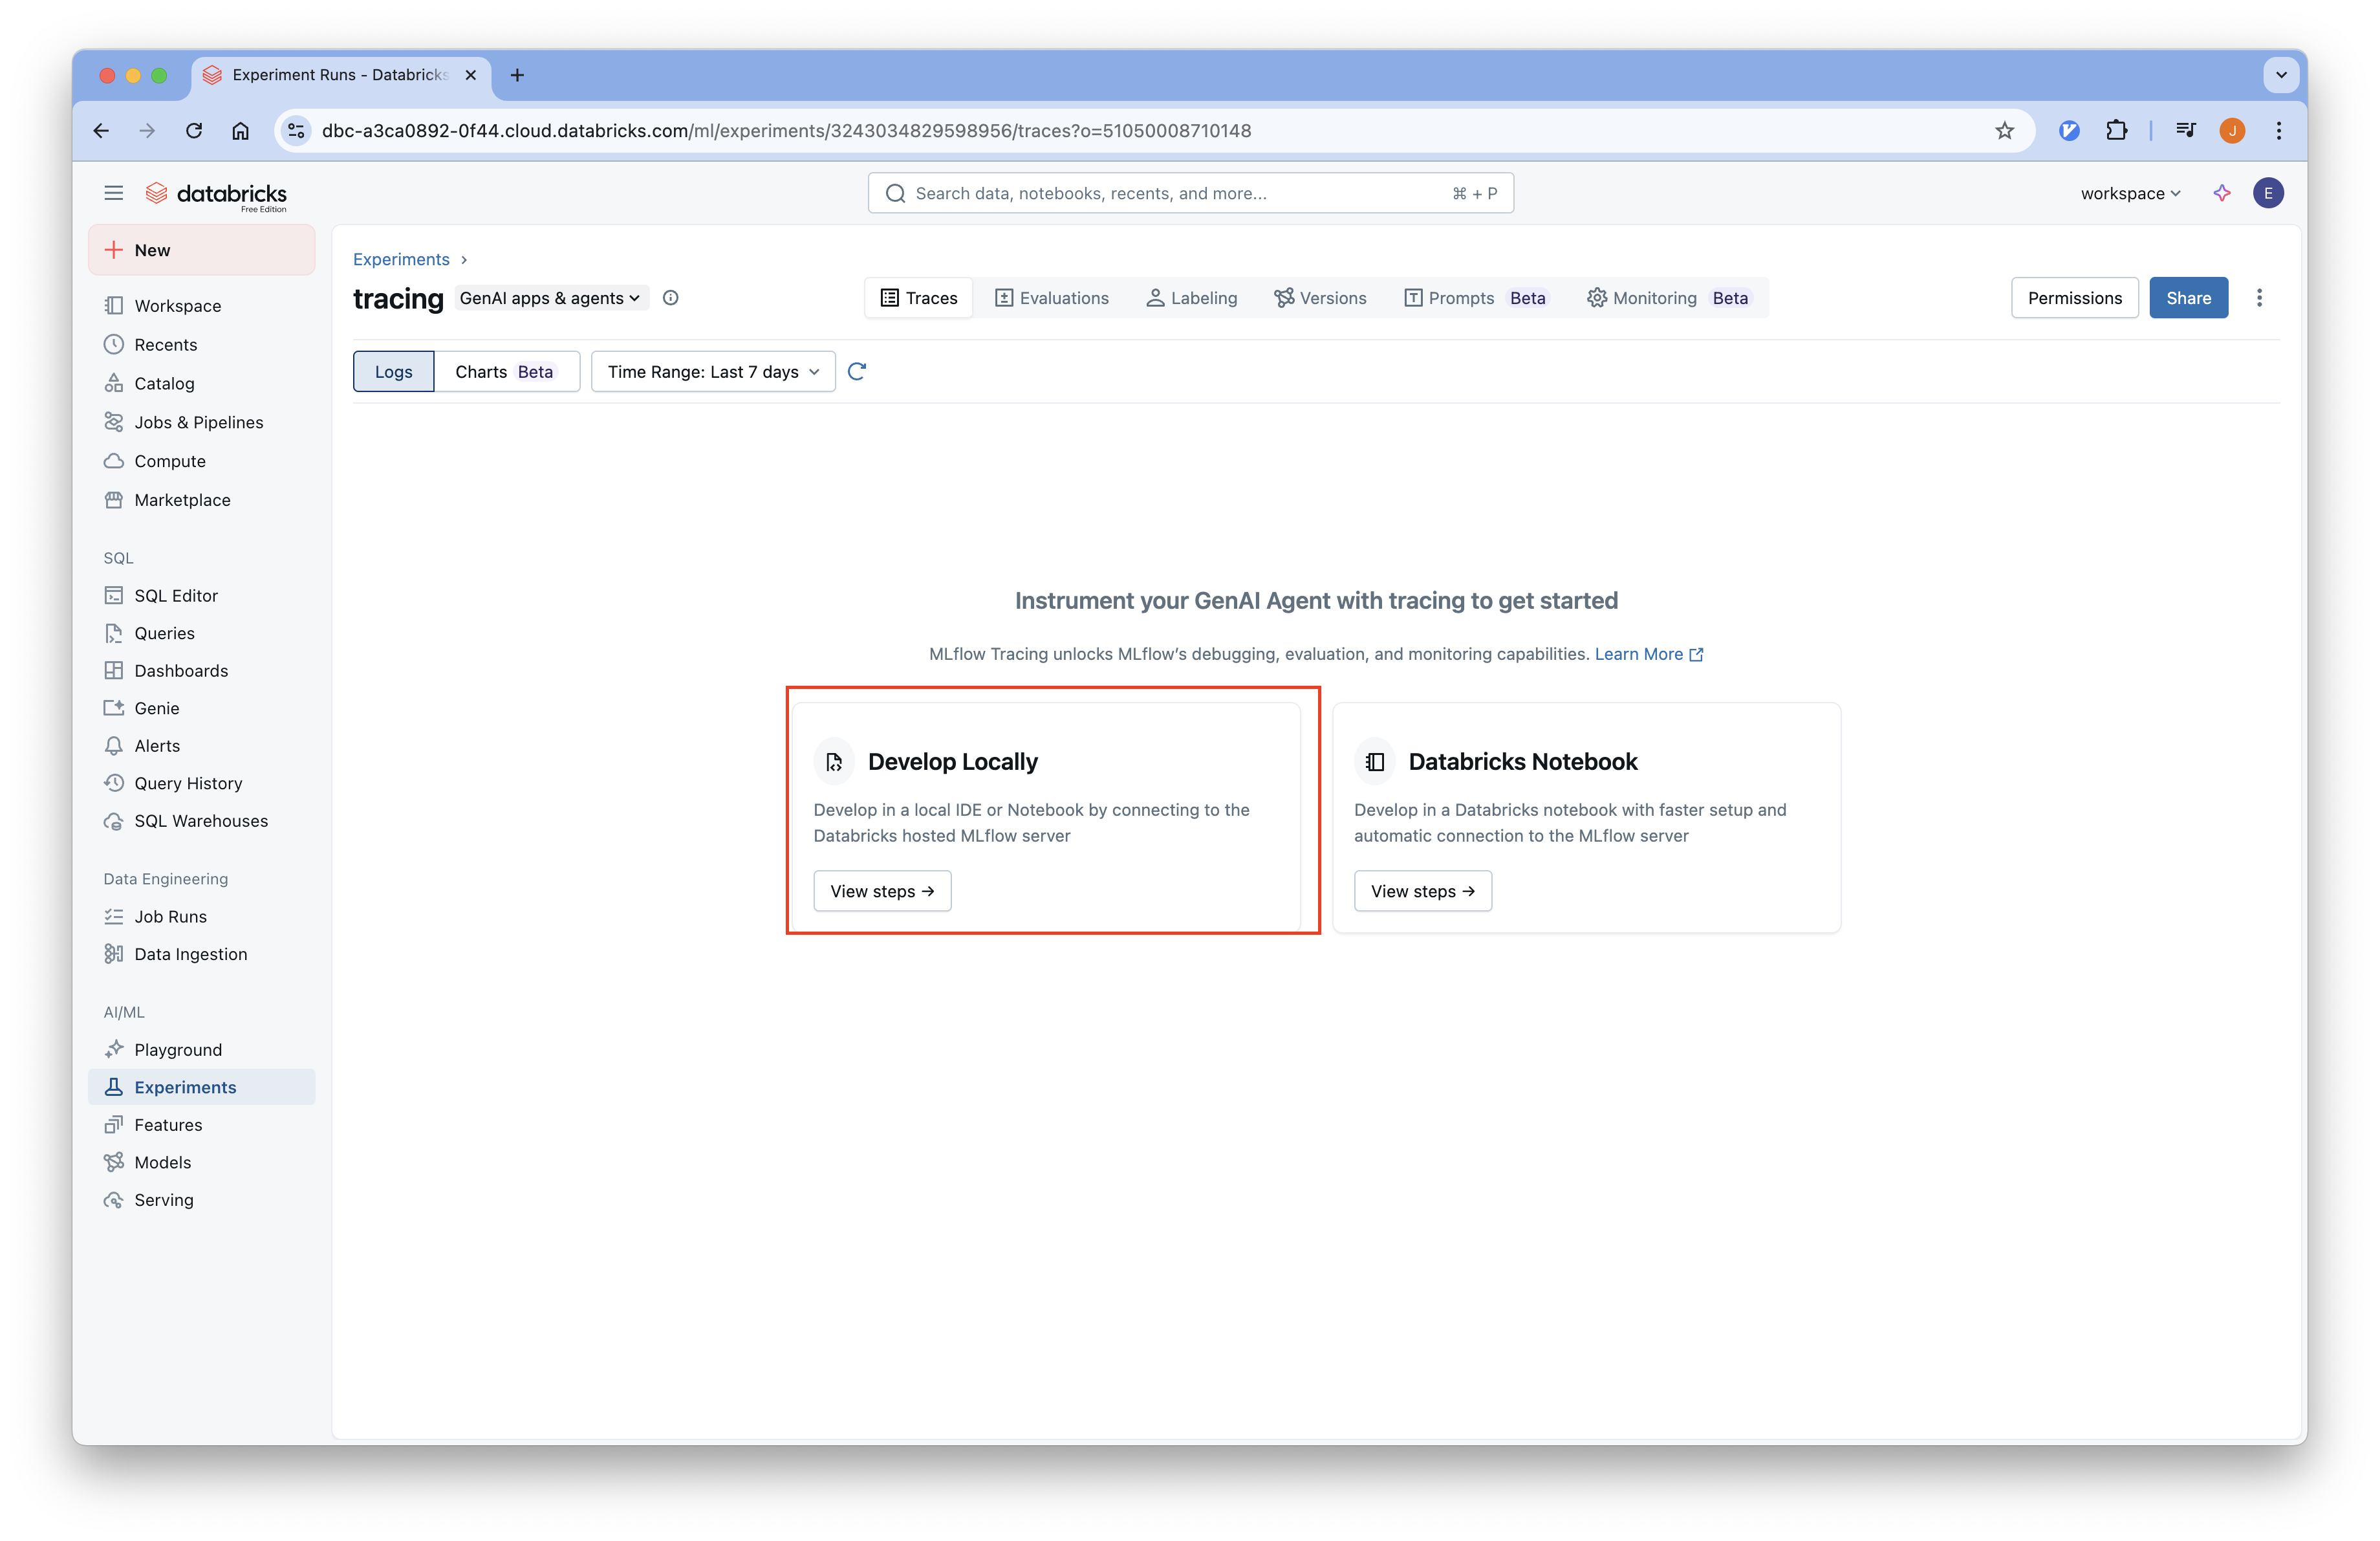 Experiment Runs - Databricks
dbc-a3ca0892-0f44.cloud.databricks.com/ml/experiments/3243034829598956/traces?o=51050008710148
J
databricks
Free Edition
Search data, notebooks, recents, and more...
⌘ + P
workspace
E
New
Workspace
Recents
Catalog
Jobs & Pipelines
Compute
Marketplace
SQL
SQL Editor
Queries
Dashboards
Genie
Alerts
Query History
SQL Warehouses
Data Engineering
Job Runs
Data Ingestion
AI/ML
Playground
Experiments
Features
Models
Serving
Experiments ›
tracing GenAI apps & agents
Traces Evaluations Labeling Versions Prompts Beta Monitoring Beta
Permissions Share
Logs Charts Beta Time Range: Last 7 days
Instrument your GenAI Agent with tracing to get started
MLflow Tracing unlocks MLflow’s debugging, evaluation, and monitoring capabilities. Learn More
Develop Locally
Develop in a local IDE or Notebook by connecting to the
Databricks hosted MLflow server
View steps →
Databricks Notebook
Develop in a Databricks notebook with faster setup and
automatic connection to the MLflow server
View steps →